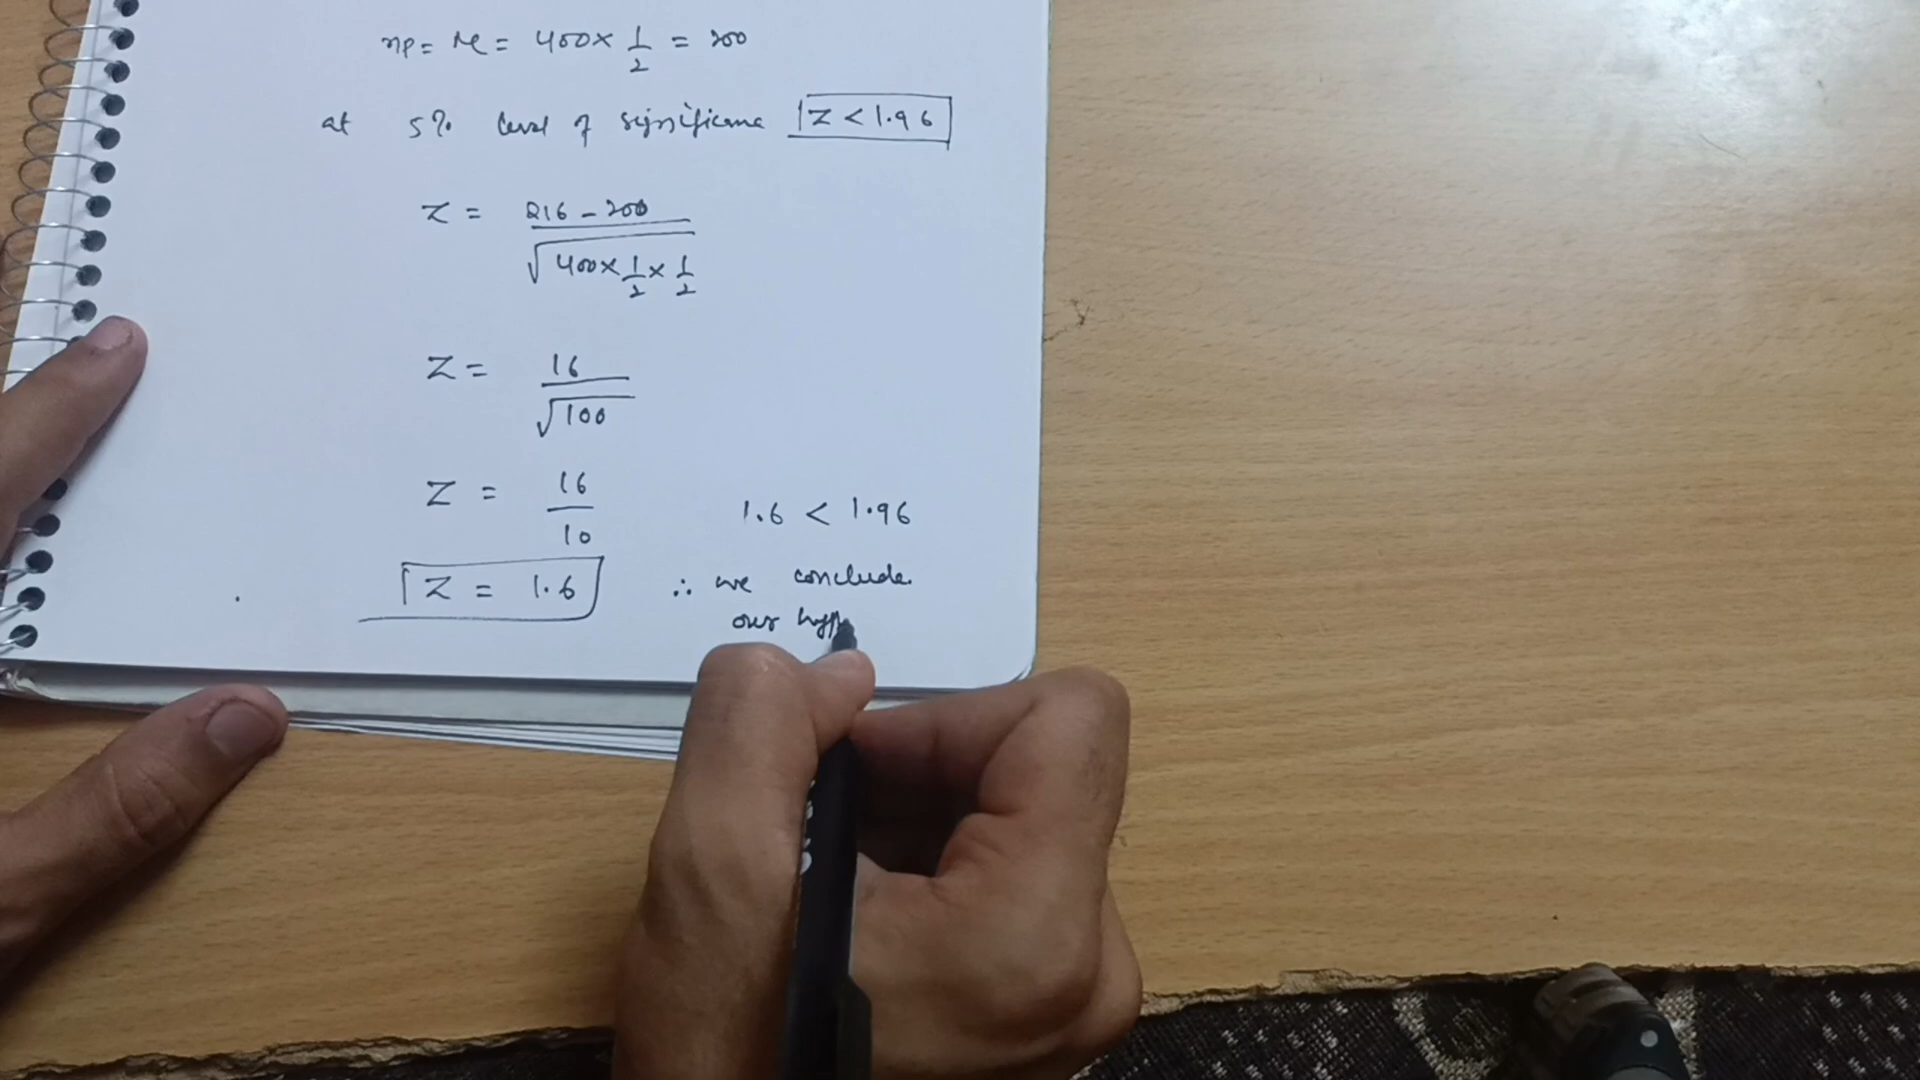 np = μ = 400 × 1/2 = 200
at 5% level of significance |Z < 1.96
Z = 216 - 200 / √400 × 1/2 × 1/2
Z = 16 / √100
Z = 16 / 10
1.6 < 1.96
|Z = 1.6
∴ we conclude
our hyp